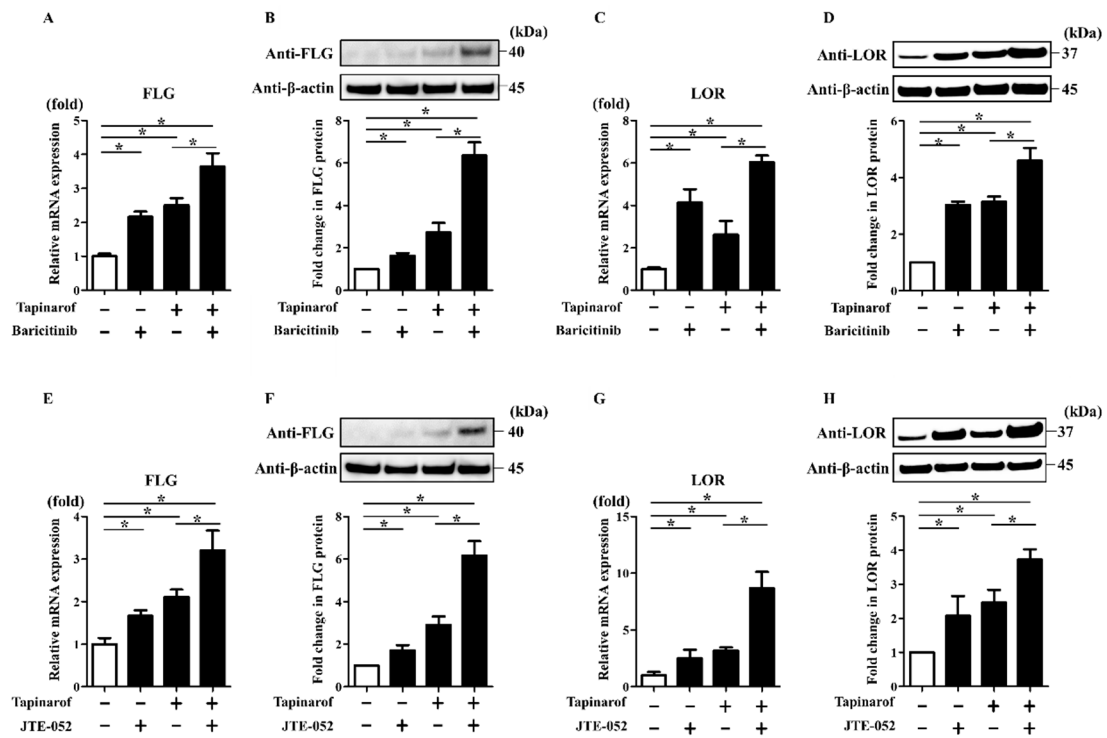 A
B
C
D
(kDa)
Anti-FLG
40
Anti-β-actin
45
(kDa)
Anti-LOR
37
Anti-β-actin
45
FLG
(fold)
Relative mRNA expression
5
4
3
2
1
0
* * * *
Tapinarof − − + +
Baricitinib − + − +
Fold change in FLG protein
8
6
4
2
0
* * * *
Tapinarof − − + +
Baricitinib − + − +
LOR
(fold)
Relative mRNA expression
8
6
4
2
0
* * * *
Tapinarof − − + +
Baricitinib − + − +
Fold change in LOR protein
6
4
2
0
* * * *
Tapinarof − − + +
Baricitinib − + − +
E
F
G
H
(kDa)
Anti-FLG
40
Anti-β-actin
45
(kDa)
Anti-LOR
37
Anti-β-actin
45
FLG
(fold)
Relative mRNA expression
4
3
2
1
0
* * * *
Tapinarof − − + +
JTE-052 − + − +
Fold change in FLG protein
8
6
4
2
0
* * * *
Tapinarof − − + +
JTE-052 − + − +
LOR
(fold)
Relative mRNA expression
15
10
5
0
* * * *
Tapinarof − − + +
JTE-052 − + − +
Fold change in LOR protein
5
4
3
2
1
0
* * * *
Tapinarof − − + +
JTE-052 − + − +